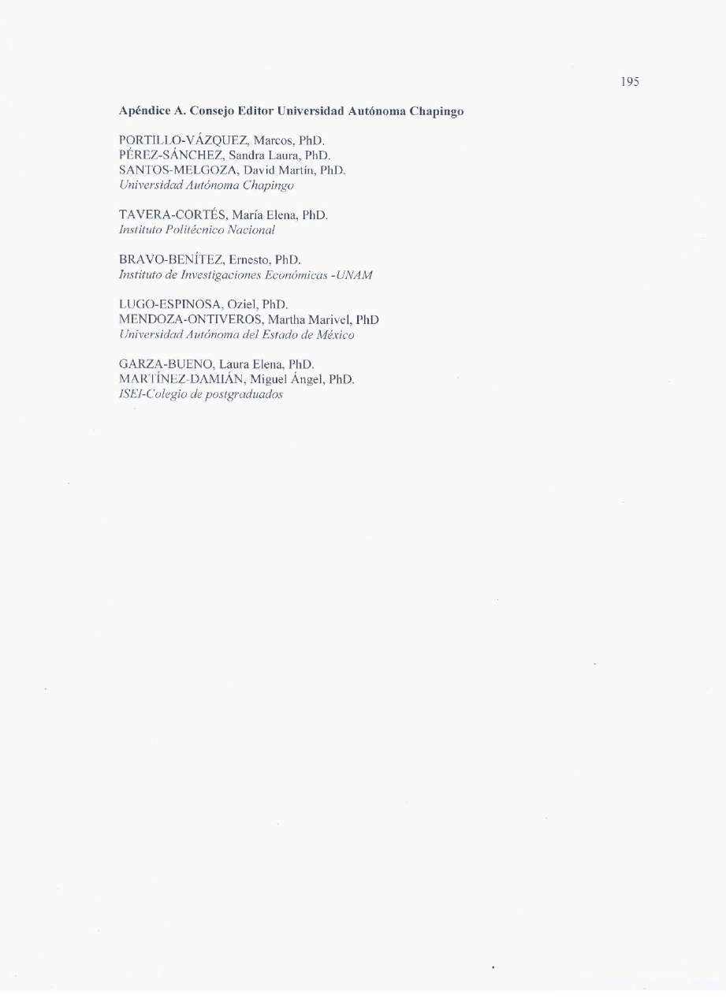 195
Apéndice A. Consejo Editor Universidad Autónoma Chapingo
PORTILLO-VÁZQUEZ, Marcos, PhD.
PÉREZ-SÁNCHEZ, Sandra Laura, PhD.
SANTOS-MELGOZA, David Martín, PhD.
Universidad Autónoma Chapingo
TAVERA-CORTÉS, María Elena, PhD.
Instituto Politécnico Nacional
BRAVO-BENÍTEZ, Ernesto, PhD.
Instituto de Investigaciones Económicas -UNAM
LUGO-ESPINOSA, Oziel, PhD.
MENDOZA-ONTIVEROS, Martha Marivel, PhD
Universidad Autónoma del Estado de México
GARZA-BUENO, Laura Elena, PhD.
MARTÍNEZ-DAMIÁN, Miguel Ángel, PhD.
ISEI-Colegio de postgraduados